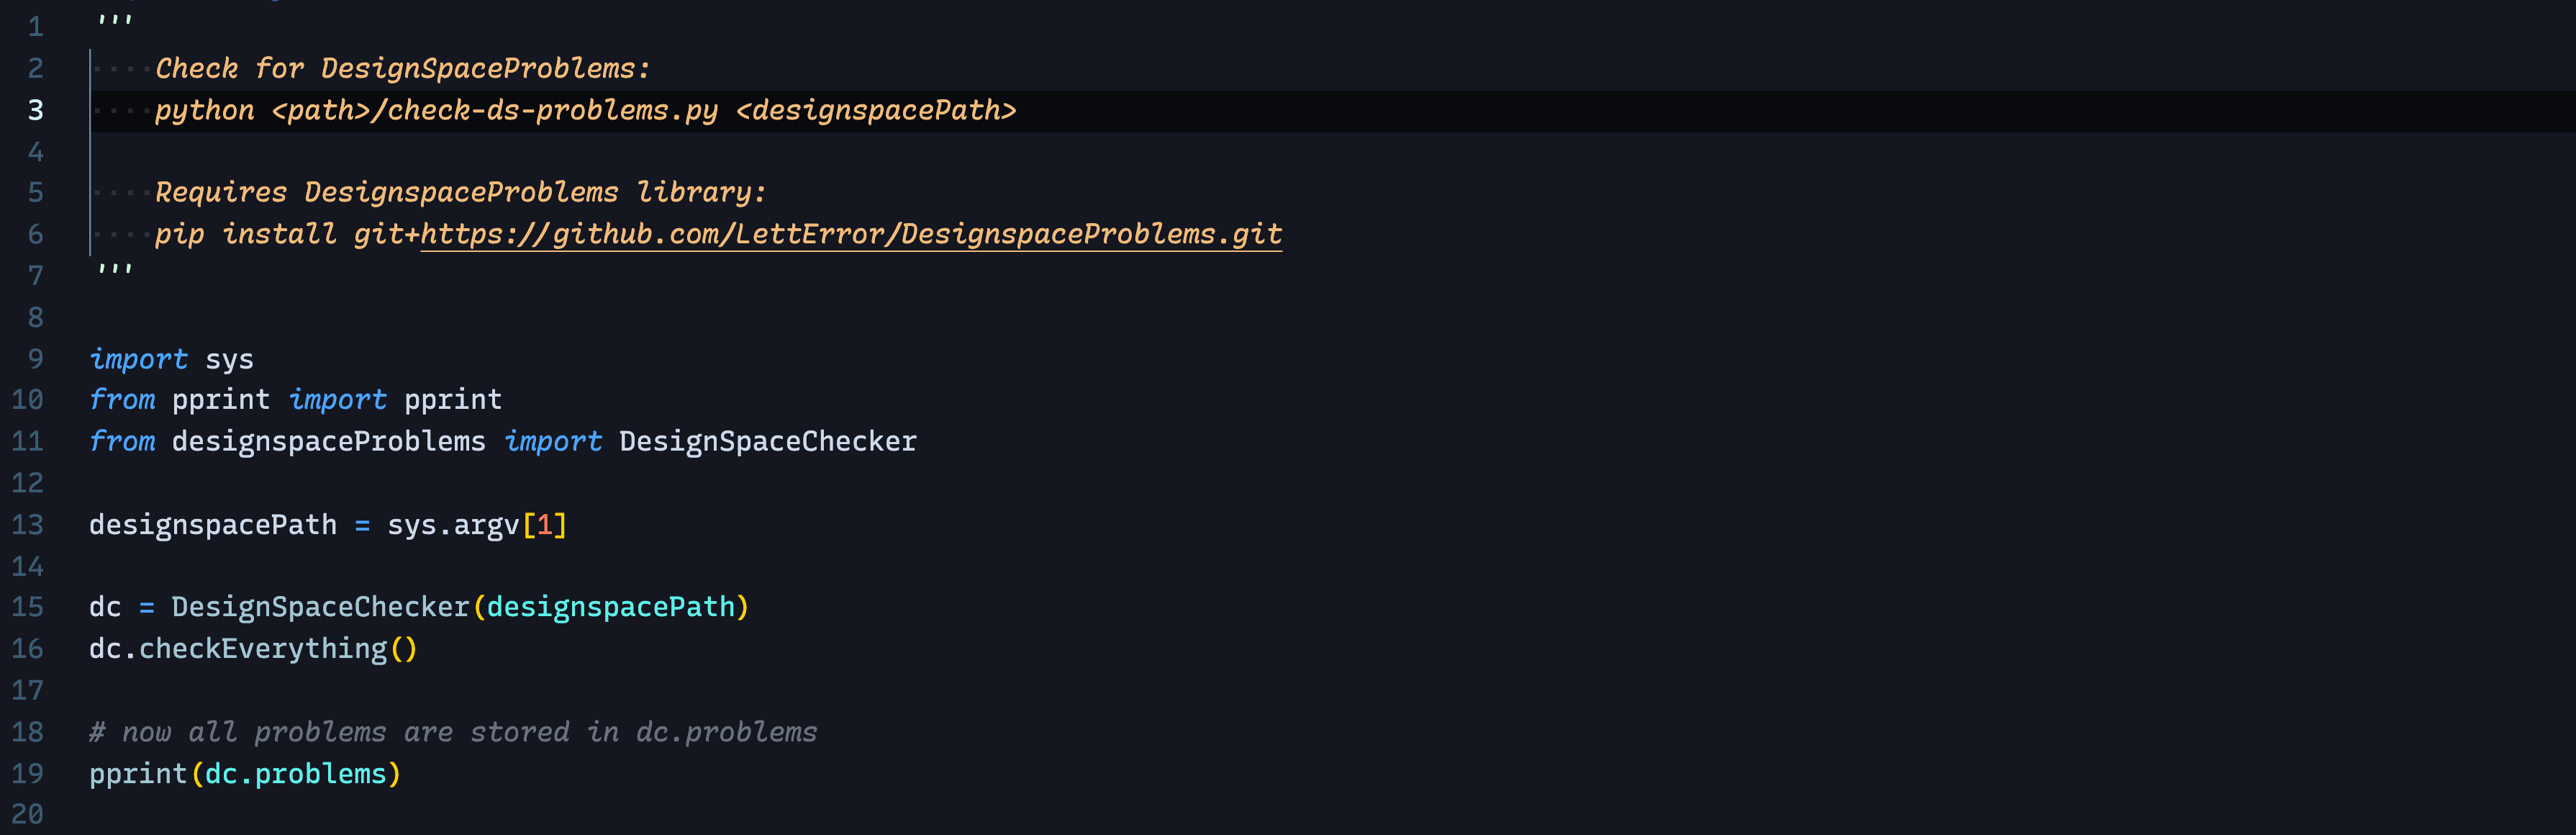 1 '''
2     Check for DesignSpaceProblems:
3     python <path>/check-ds-problems.py <designspacePath>
4
5     Requires DesignspaceProblems library:
6     pip install git+https://github.com/LettError/DesignspaceProblems.git
7 '''
8
9 import sys
10 from pprint import pprint
11 from designspaceProblems import DesignSpaceChecker
12
13 designspacePath = sys.argv[1]
14
15 dc = DesignSpaceChecker(designspacePath)
16 dc.checkEverything()
17
18 # now all problems are stored in dc.problems
19 pprint(dc.problems)
20